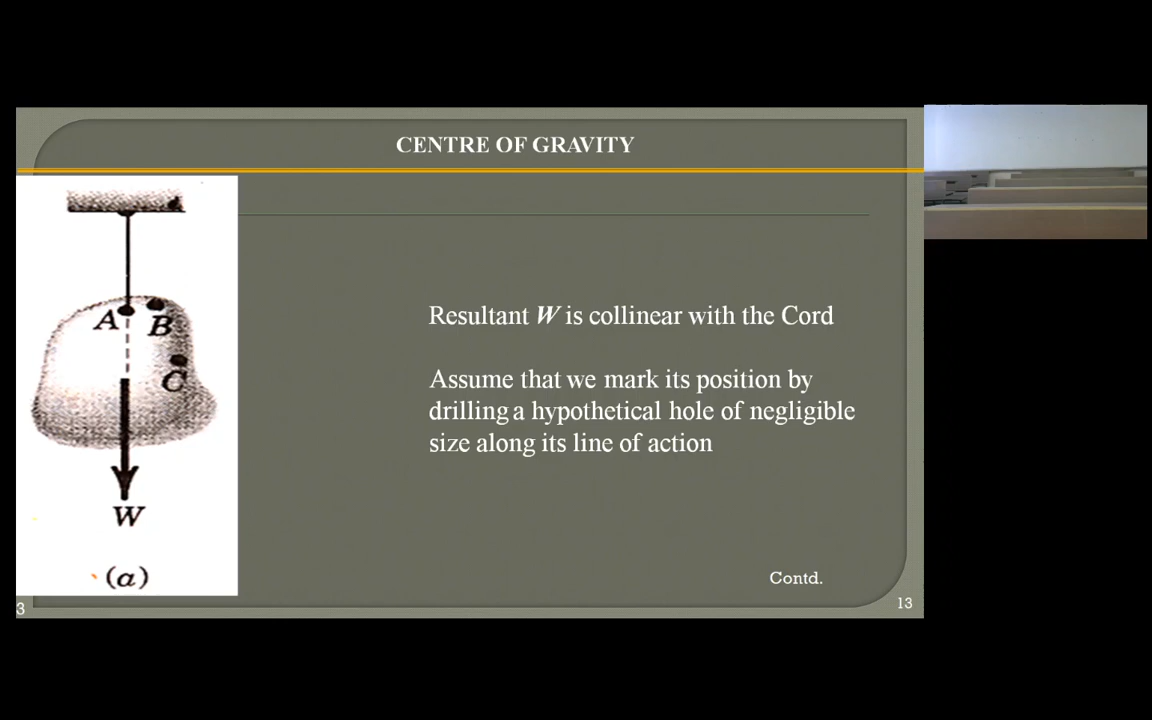 CENTRE OF GRAVITY
A
B
C
W
(a)
Resultant W is collinear with the Cord
Assume that we mark its position by
drilling a hypothetical hole of negligible
size along its line of action
Contd.
3
13